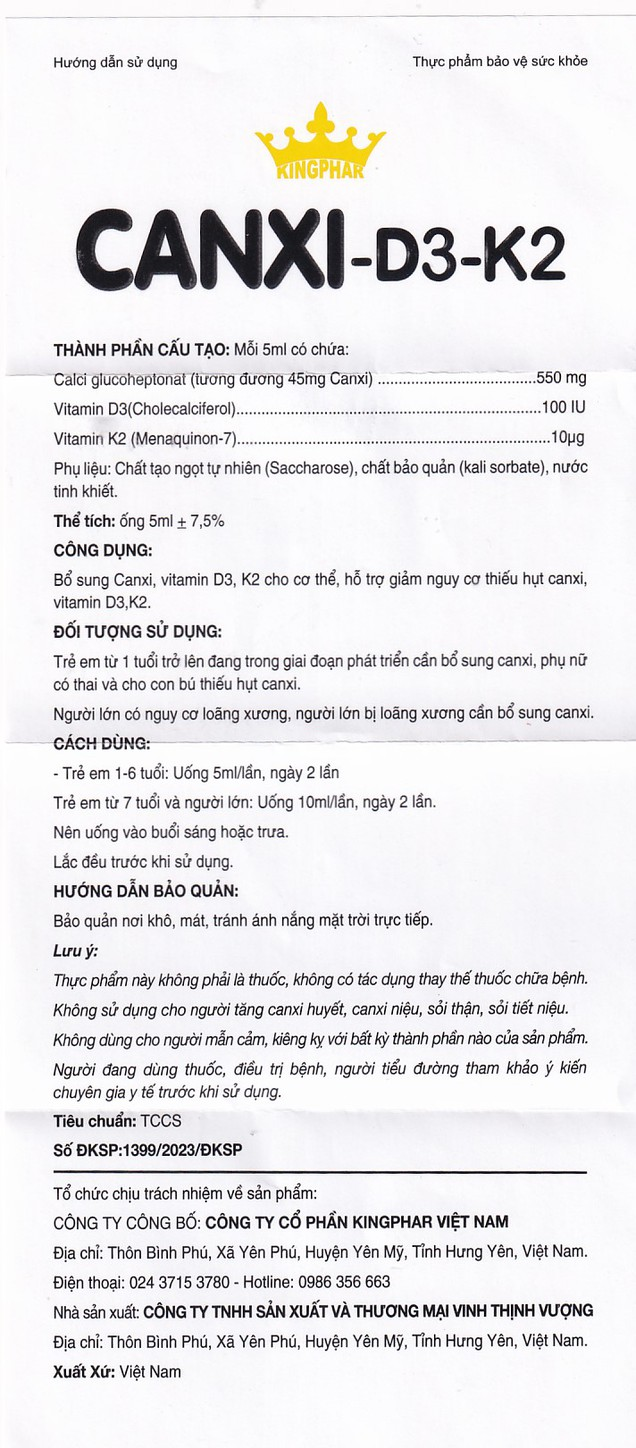 Hướng dẫn sử dụng
Thực phẩm bảo vệ sức khỏe
KINGPHAR
CANXI-D3-K2
THÀNH PHẦN CẤU TẠO: Mỗi 5ml có chứa:
Calci glucoheptonat (tương đương 45mg Canxi) .....................................550 mg
Vitamin D3(Cholecalciferol).......................................................................100 IU
Vitamin K2 (Menaquinon-7).........................................................................10µg
Phụ liệu: Chất tạo ngọt tự nhiên (Saccharose), chất bảo quản (kali sorbate), nước
tinh khiết.
Thể tích: ống 5ml ± 7,5%
CÔNG DỤNG:
Bổ sung Canxi, vitamin D3, K2 cho cơ thể, hỗ trợ giảm nguy cơ thiếu hụt canxi,
vitamin D3,K2.
ĐỐI TƯỢNG SỬ DỤNG:
Trẻ em từ 1 tuổi trở lên đang trong giai đoạn phát triển cần bổ sung canxi, phụ nữ
có thai và cho con bú thiếu hụt canxi.
Người lớn có nguy cơ loãng xương, người lớn bị loãng xương cần bổ sung canxi.
CÁCH DÙNG:
- Trẻ em 1-6 tuổi: Uống 5ml/lần, ngày 2 lần
Trẻ em từ 7 tuổi và người lớn: Uống 10ml/lần, ngày 2 lần.
Nên uống vào buổi sáng hoặc trưa.
Lắc đều trước khi sử dụng.
HƯỚNG DẪN BẢO QUẢN:
Bảo quản nơi khô, mát, tránh ánh nắng mặt trời trực tiếp.
Lưu ý:
Thực phẩm này không phải là thuốc, không có tác dụng thay thế thuốc chữa bệnh.
Không sử dụng cho người tăng canxi huyết, canxi niệu, sỏi thận, sỏi tiết niệu.
Không dùng cho người mẫn cảm, kiêng kỵ với bất kỳ thành phần nào của sản phẩm.
Người đang dùng thuốc, điều trị bệnh, người tiểu đường tham khảo ý kiến
chuyên gia y tế trước khi sử dụng.
Tiêu chuẩn: TCCS
Số ĐKSP:1399/2023/ĐKSP
Tổ chức chịu trách nhiệm về sản phẩm:
CÔNG TY CÔNG BỐ: CÔNG TY CỔ PHẦN KINGPHAR VIỆT NAM
Địa chỉ: Thôn Bình Phú, Xã Yên Phú, Huyện Yên Mỹ, Tỉnh Hưng Yên, Việt Nam.
Điện thoại: 024 3715 3780 - Hotline: 0986 356 663
Nhà sản xuất: CÔNG TY TNHH SẢN XUẤT VÀ THƯƠNG MẠI VINH THỊNH VƯỢNG
Địa chỉ: Thôn Bình Phú, Xã Yên Phú, Huyện Yên Mỹ, Tỉnh Hưng Yên, Việt Nam.
Xuất Xứ: Việt Nam